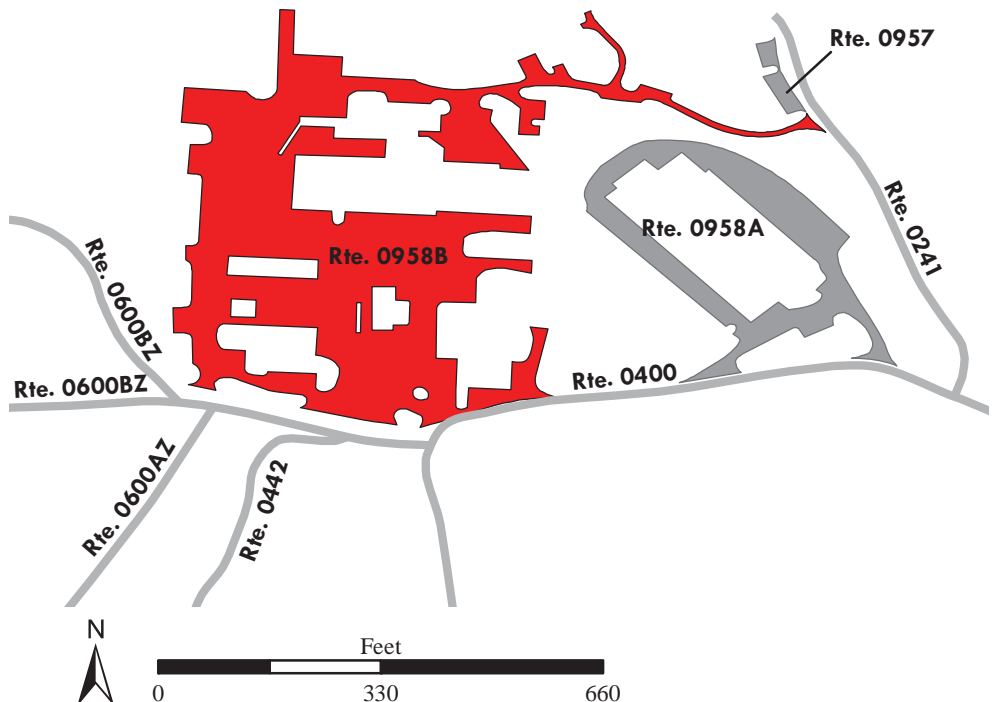 Rte. 0957
Rte. 0958A
Rte. 0241
Rte. 0958B
Rte. 0600BZ
Rte. 0600BZ
Rte. 0400
Rte. 0600AZ
Rte. 0442
N
Feet
0 330 660